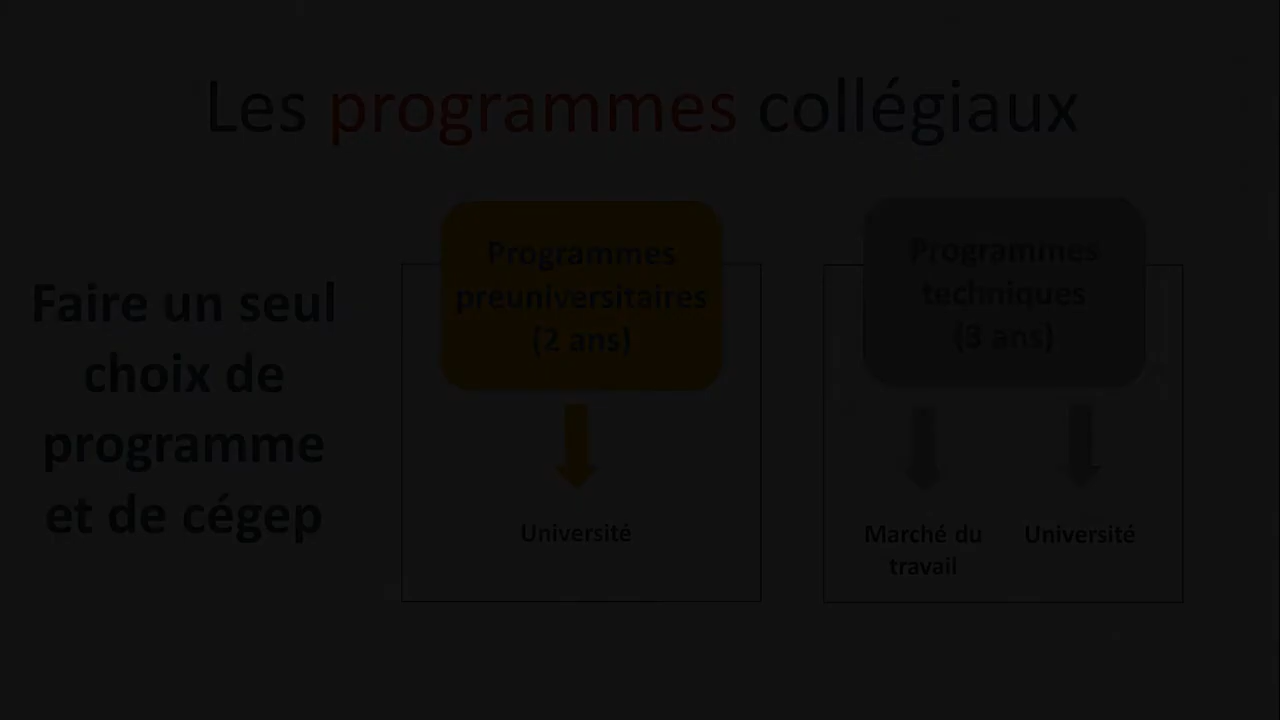 Les programmes collégiaux
Faire un seul
choix de
programme
et de cégep
Programmes
préuniversitaires
(2 ans)
Université
Programmes
techniques
(3 ans)
Marché du
travail
Université